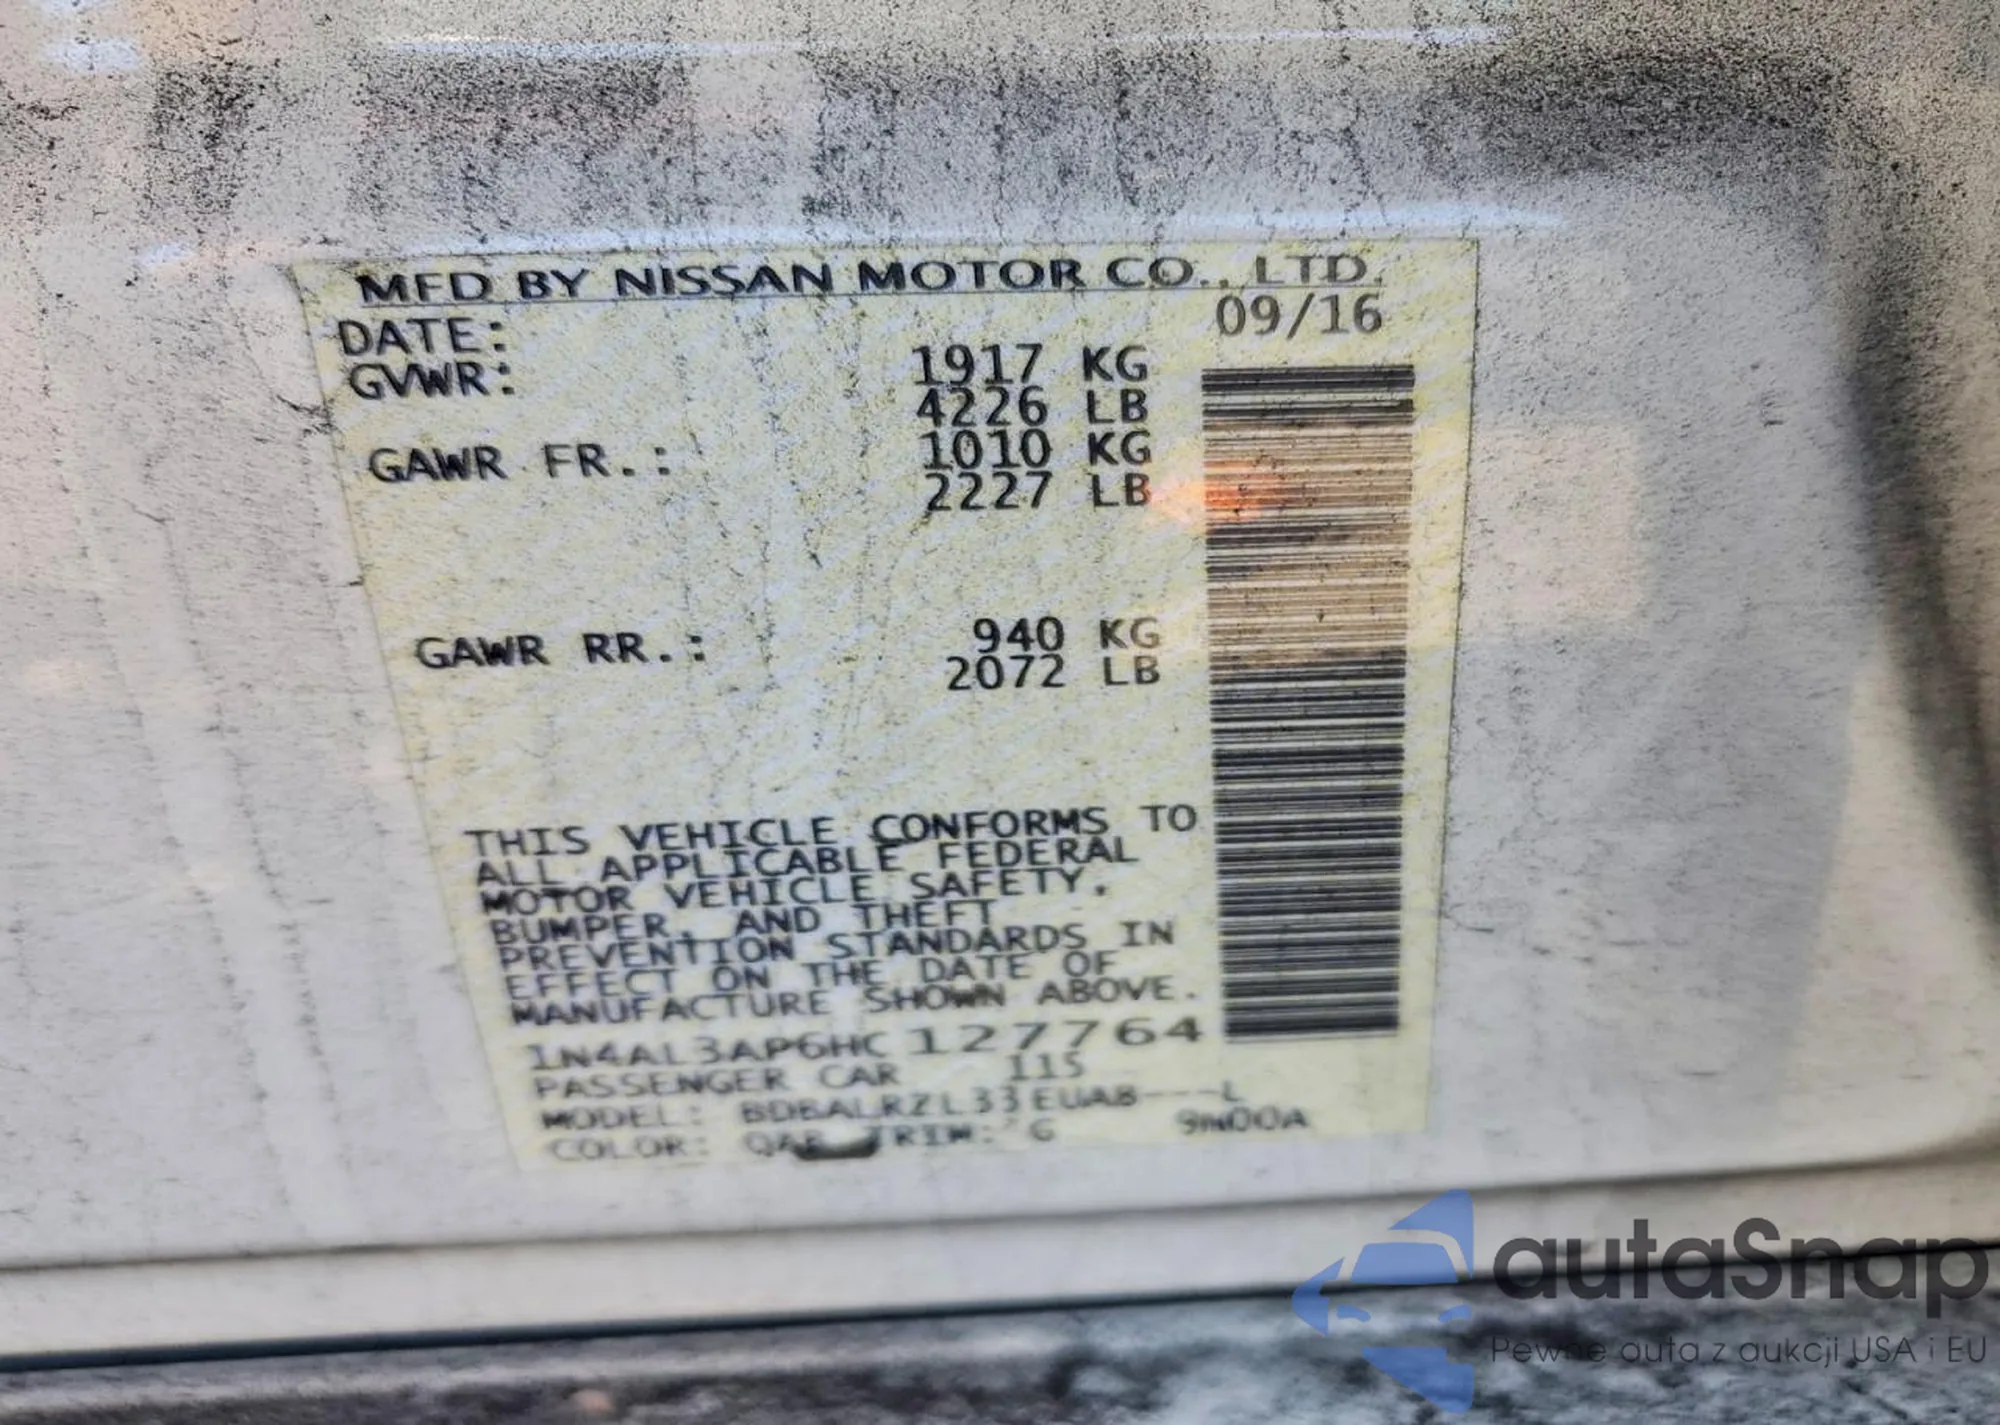 MFD BY NISSAN MOTOR CO., LTD.
DATE: 09/16
GVWR: 1917 KG
4226 LB
GAWR FR.: 1010 KG
2227 LB
GAWR RR.: 940 KG
2072 LB
THIS VEHICLE CONFORMS TO
ALL APPLICABLE FEDERAL
MOTOR VEHICLE SAFETY,
BUMPER, AND THEFT
PREVENTION STANDARDS IN
EFFECT ON THE DATE OF
MANUFACTURE SHOWN ABOVE.
1N4AL3AP6HC127764
PASSENGER CAR 115
MODEL: BDBALRZL33EUAB---L
COLOR: TRIM: G
autaSnap
Pewne auta z aukcji USA i EU